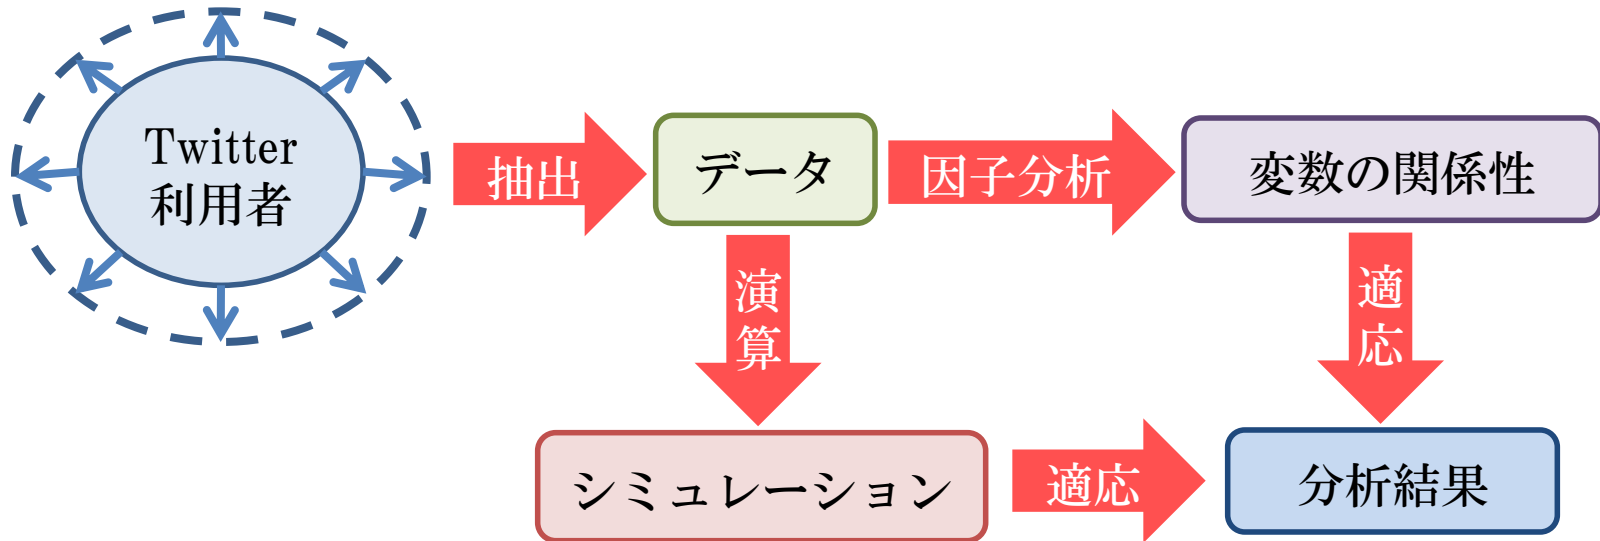 Twitter
利用者
抽出
データ
因子分析
変数の関係性
演算
適応
シミュレーション
適応
分析結果